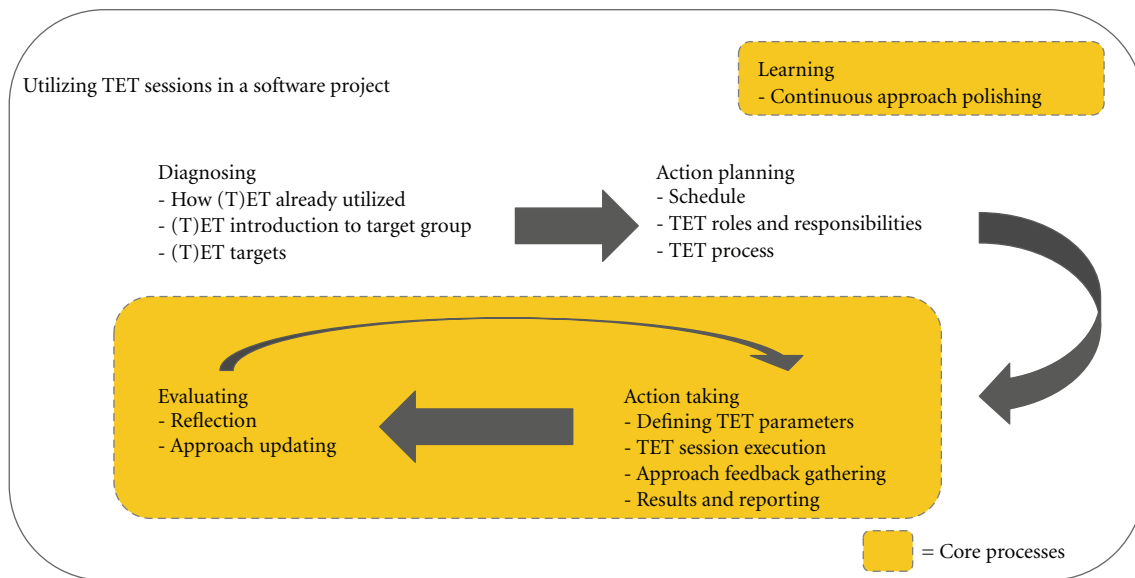 Utilizing TET sessions in a software project
Learning
- Continuous approach polishing
Diagnosing
- How (T)ET already utilized
- (T)ET introduction to target group
- (T)ET targets
Action planning
- Schedule
- TET roles and responsibilities
- TET process
Evaluating
- Reflection
- Approach updating
Action taking
- Defining TET parameters
- TET session execution
- Approach feedback gathering
- Results and reporting
= Core processes